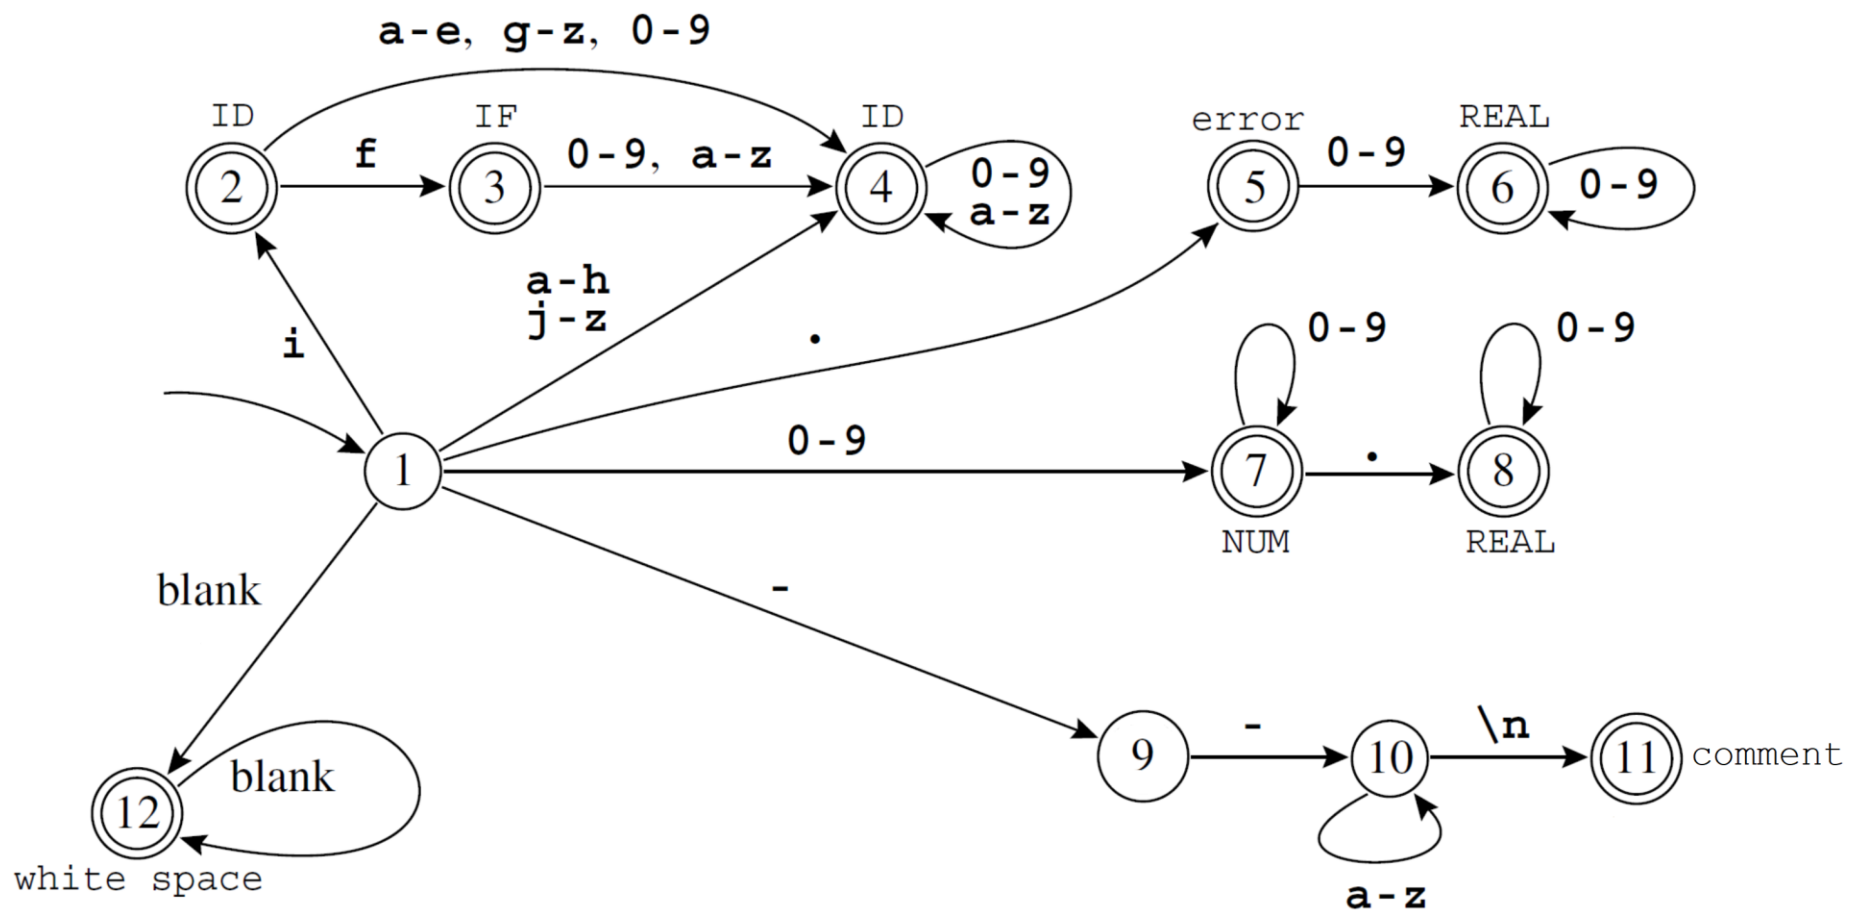 a-e, g-z, 0-9
ID
IF
ID
error
REAL
f
0-9, a-z
0-9
a-z
0-9
0-9
2
3
4
5
6
a-h
j-z
i
.
0-9
0-9
0-9
.
1
7
8
NUM
REAL
blank
-
-
\n
9
10
11
comment
blank
12
white space
a-z